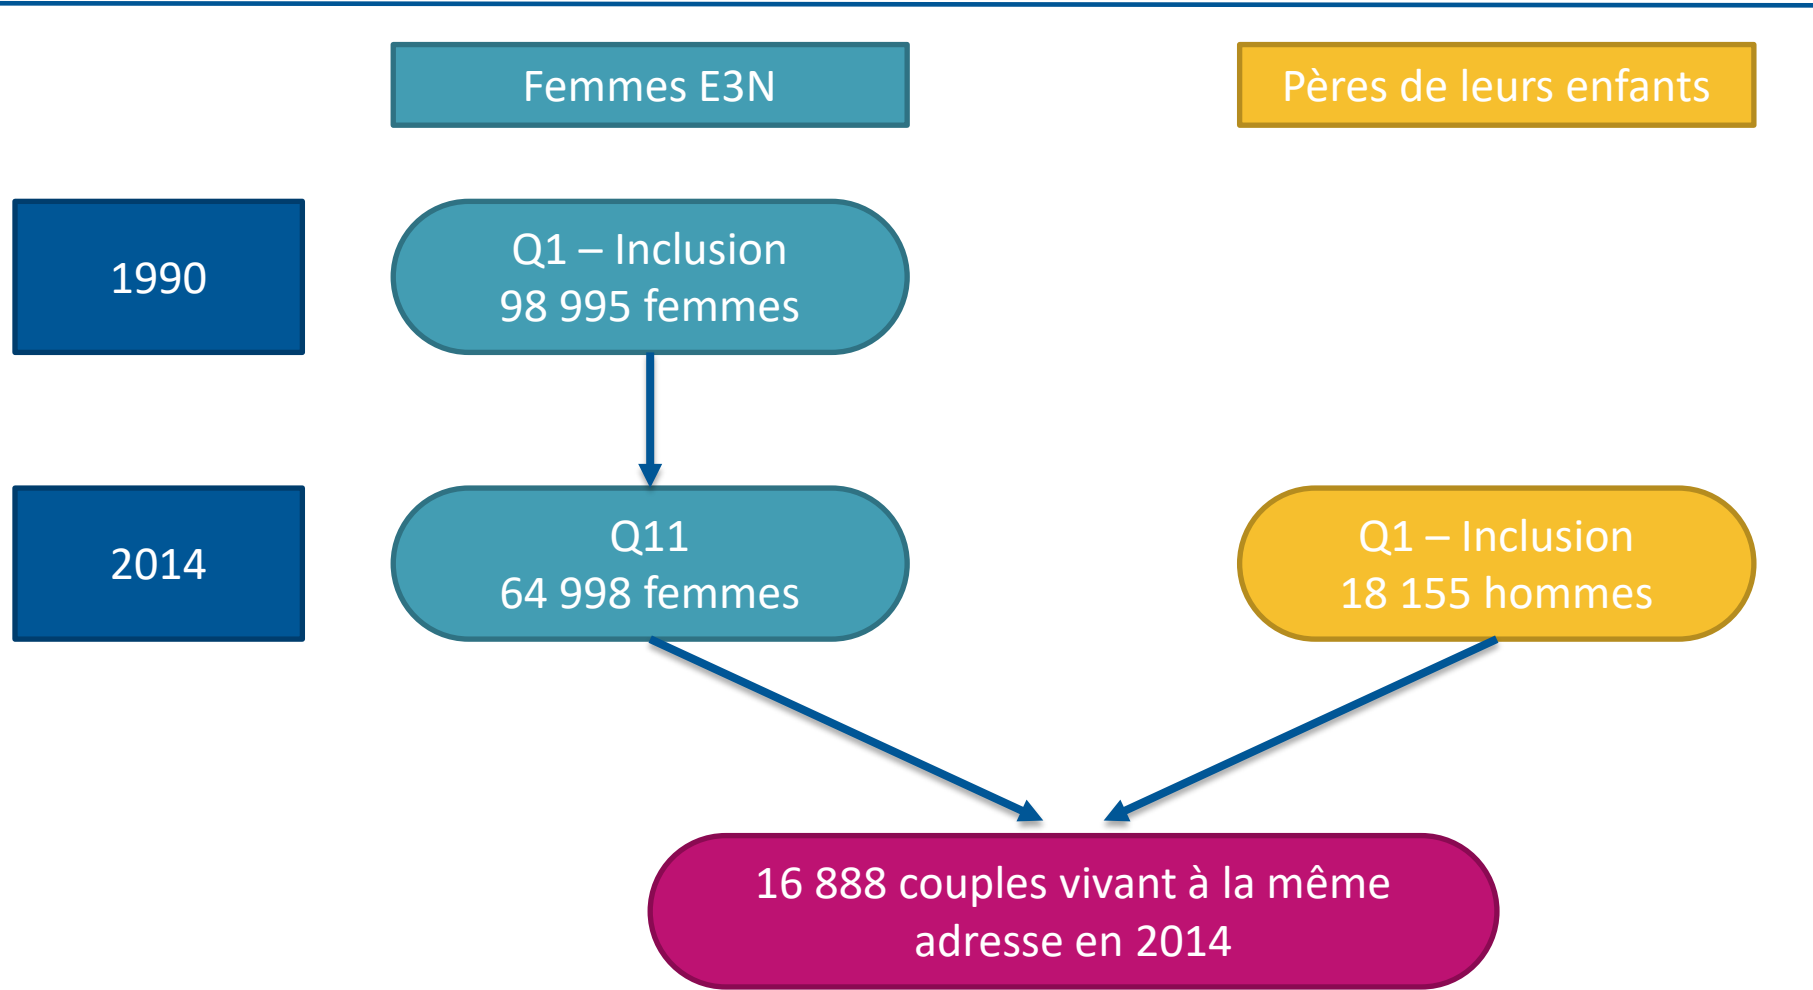 Femmes E3N
Pères de leurs enfants
1990
Q1 – Inclusion
98 995 femmes
2014
Q11
64 998 femmes
Q1 – Inclusion
18 155 hommes
16 888 couples vivant à la même
adresse en 2014